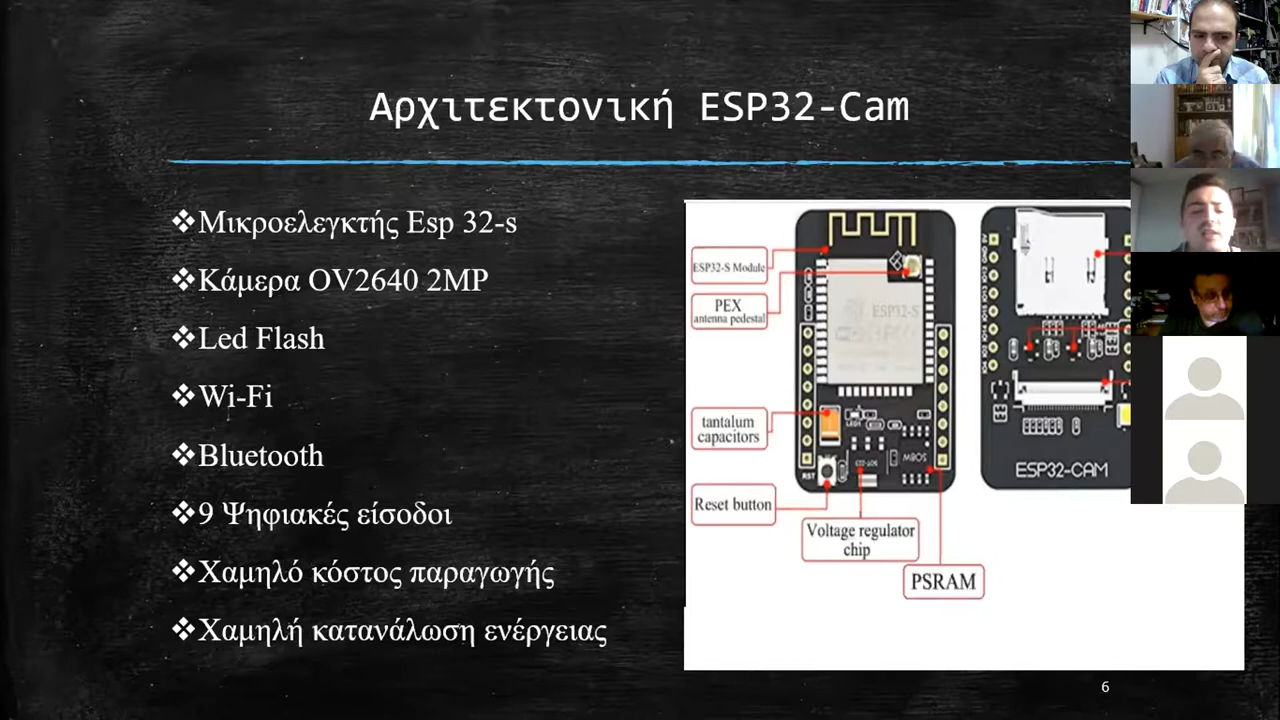 Αρχιτεκτονική ESP32-Cam
❖Μικροελεγκτής Esp 32-s
❖Κάμερα OV2640 2MP
❖Led Flash
❖Wi-Fi
❖Bluetooth
❖9 Ψηφιακές είσοδοι
❖Χαμηλό κόστος παραγωγής
❖Χαμηλή κατανάλωση ενέργειας
ESP32-S Module
PEX
antenna pedestal
tantalum
capacitors
Reset button
Voltage regulator
chip
PSRAM
ESP32-S
RST
ESP32-CAM
6